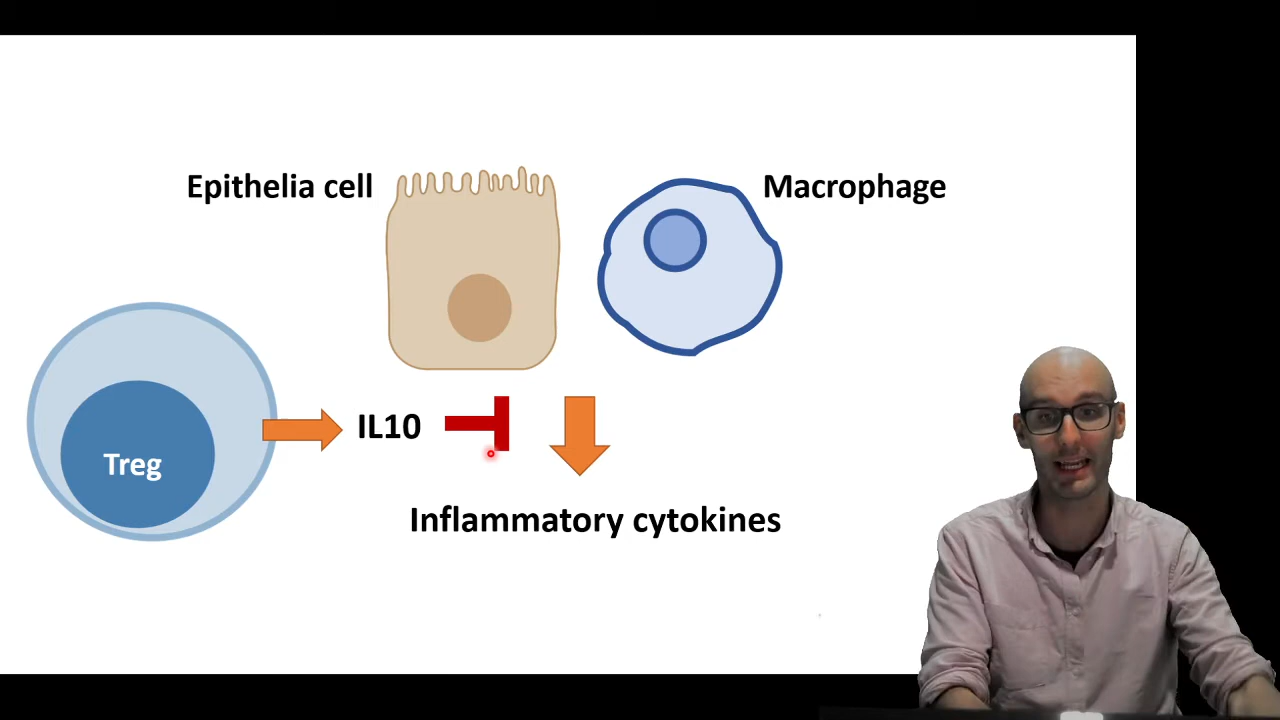 Epithelia cell
Macrophage
Treg
IL10
Inflammatory cytokines